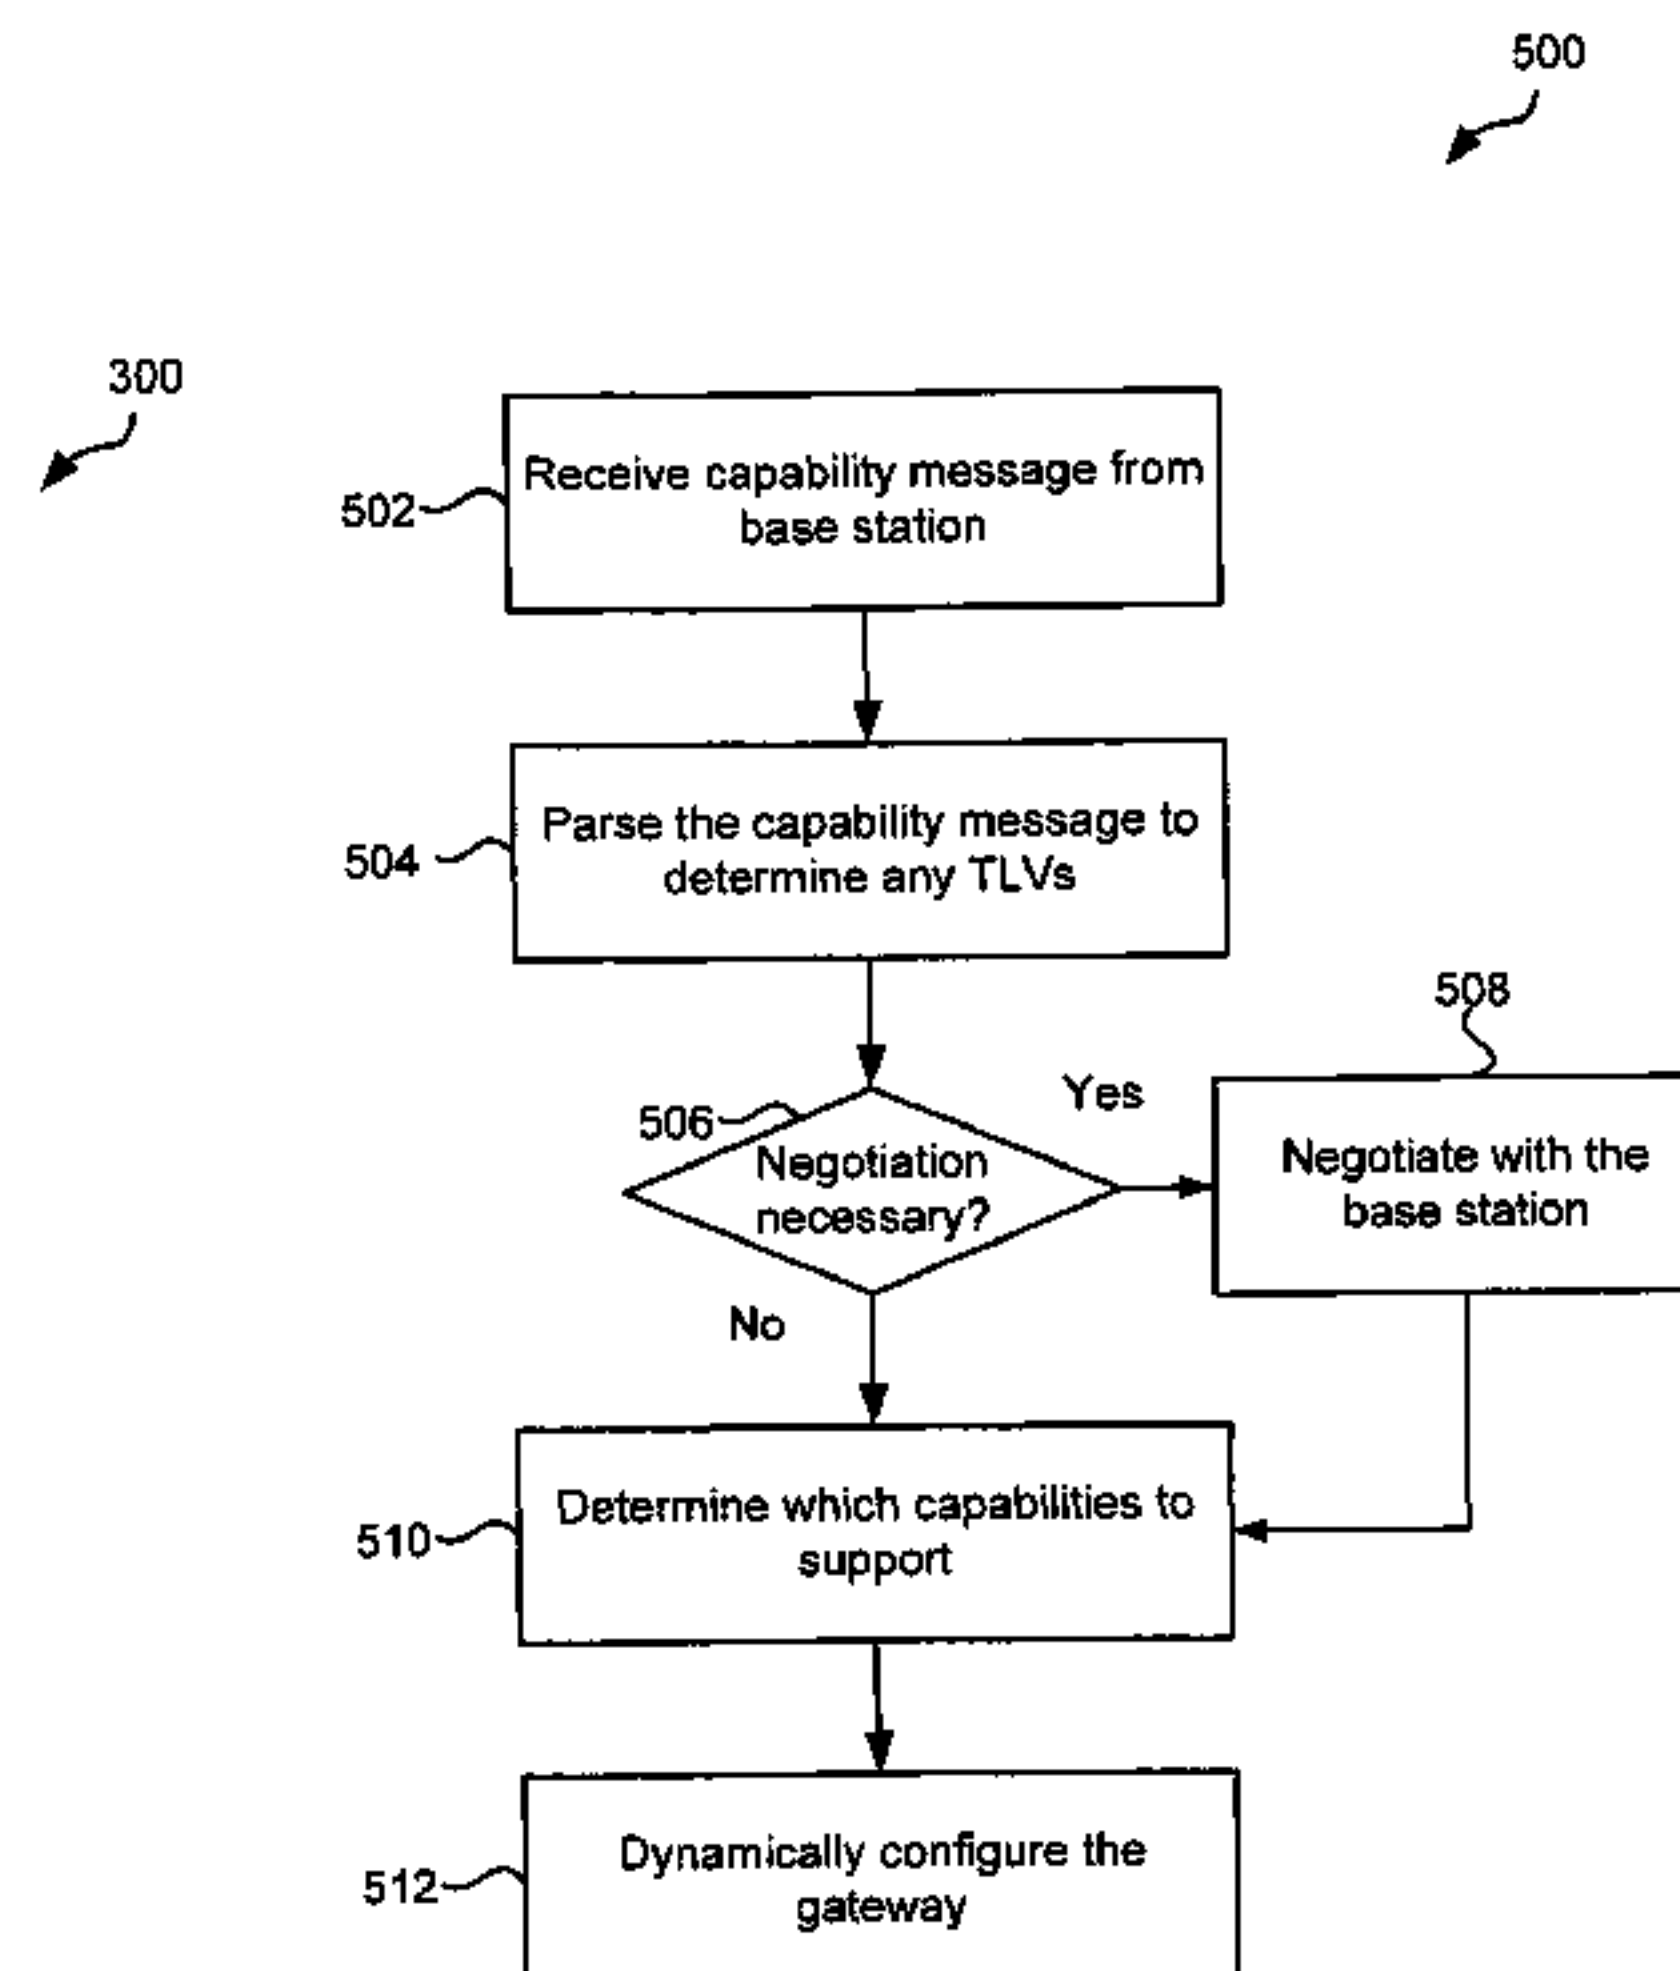 500
300
502
Receive capability message from
base station
504
Parse the capability message to
determine any TLVs
508
506
Negotiation
necessary?
Yes
Negotiate with the
base station
No
510
Determine which capabilities to
support
512
Dynamically configure the
gateway